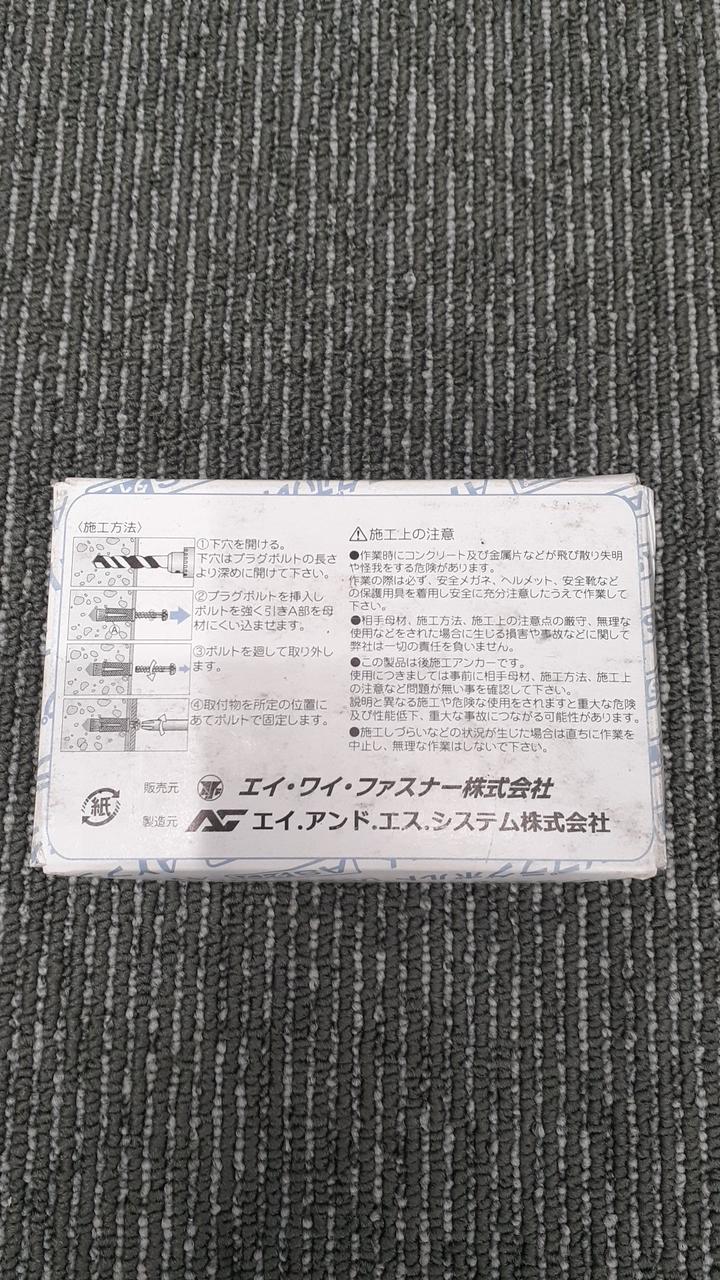 〈施工方法〉
①下穴を開ける。
下穴はプラグボルトの長さ
より深めに開けて下さい。
②プラグボルトを挿入し
ボルトを強く引きA部を母
材にくい込ませます。
A
③ボルトを廻して取り外し
ます。
④取付物を所定の位置に
あてボルトで固定します。
⚠施工上の注意
●作業時にコンクリート及び金属片などが飛び散り失明
や怪我をする危険があります。
作業の際は必ず、安全メガネ、ヘルメット、安全靴など
の保護用具を着用し安全に充分注意したうえで作業して
下さい。
●相手母材、施工方法、施工上の注意点の厳守、無理な
使用などをされた場合に生じる損害や事故などに関して
弊社は一切の責任を負いません。
●この製品は後施工アンカーです。
使用につきましては事前に相手母材、施工方法、施工上
の注意など問題が無い事を確認して下さい。
説明と異なる施工や危険な使用をされますと重大な危険
及び性能低下、重大な事故につながる可能性があります。
●施工しづらいなどの状況が生じた場合は直ちに作業を
中止し、無理な作業はしないで下さい。
紙
販売元 エイ・ワイ・ファスナー株式会社
製造元 エイ.アンド.エス.システム株式会社